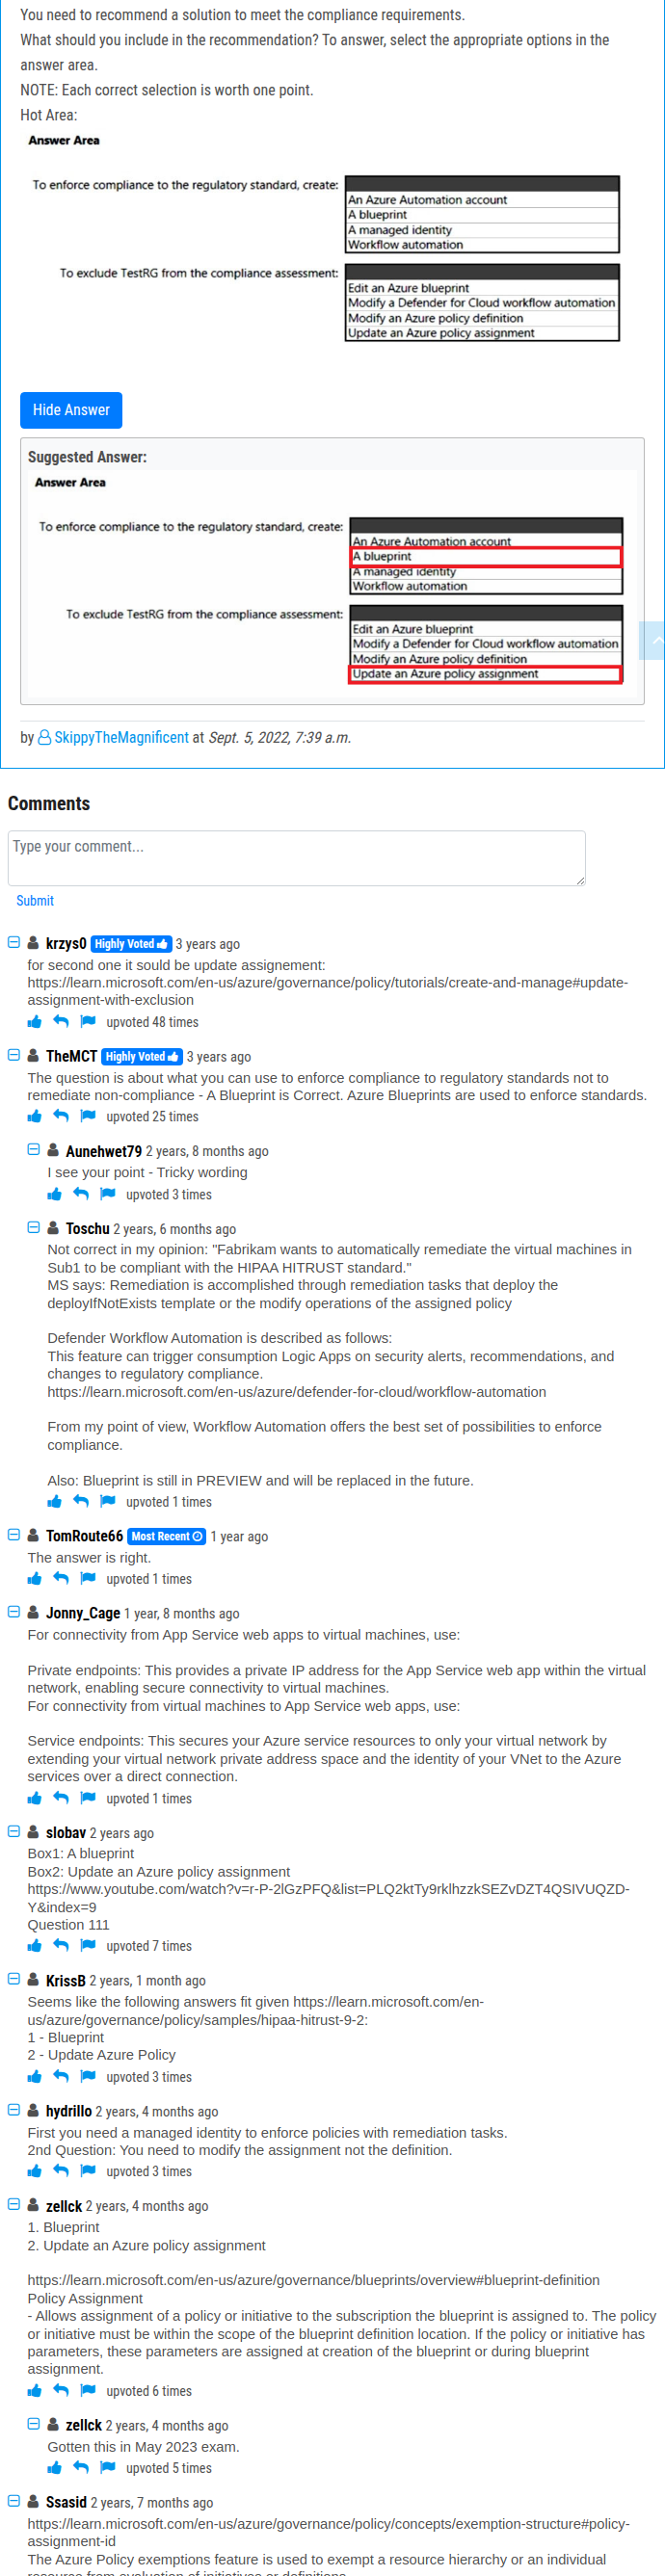 You need to recommend a solution to meet the compliance requirements.
What should you include in the recommendation? To answer, select the appropriate options in the
answer area.
NOTE: Each correct selection is worth one point.
Hot Area:
Answer Area
To enforce compliance to the regulatory standard, create:
An Azure Automation account
A blueprint
A managed identity
Workflow automation
To exclude TestRG from the compliance assessment:
Edit an Azure blueprint
Modify a Defender for Cloud workflow automation
Modify an Azure policy definition
Update an Azure policy assignment
Hide Answer
Suggested Answer:
Answer Area
To enforce compliance to the regulatory standard, create:
An Azure Automation account
A blueprint
A managed identity
Workflow automation
To exclude TestRG from the compliance assessment:
Edit an Azure blueprint
Modify a Defender for Cloud workflow automation
Modify an Azure policy definition
Update an Azure policy assignment
by SkippyTheMagnificent at Sept. 5, 2022, 7:39 a.m.
Comments
Type your comment...
Submit
krzys0 Highly Voted 3 years ago
for second one it sould be update assignement:
https://learn.microsoft.com/en-us/azure/governance/policy/tutorials/create-and-manage#update-
assignment-with-exclusion
upvoted 48 times
TheMCT Highly Voted 3 years ago
The question is about what you can use to enforce compliance to regulatory standards not to
remediate non-compliance - A Blueprint is Correct. Azure Blueprints are used to enforce standards.
upvoted 25 times
Aunehwet79 2 years, 8 months ago
I see your point - Tricky wording
upvoted 3 times
Toschu 2 years, 6 months ago
Not correct in my opinion: "Fabrikam wants to automatically remediate the virtual machines in
Sub1 to be compliant with the HIPAA HITRUST standard."
MS says: Remediation is accomplished through remediation tasks that deploy the
deployIfNotExists template or the modify operations of the assigned policy
Defender Workflow Automation is described as follows:
This feature can trigger consumption Logic Apps on security alerts, recommendations, and
changes to regulatory compliance.
https://learn.microsoft.com/en-us/azure/defender-for-cloud/workflow-automation
From my point of view, Workflow Automation offers the best set of possibilities to enforce
compliance.
Also: Blueprint is still in PREVIEW and will be replaced in the future.
upvoted 1 times
TomRoute66 Most Recent 1 year ago
The answer is right.
upvoted 1 times
Jonny_Cage 1 year, 8 months ago
For connectivity from App Service web apps to virtual machines, use:
Private endpoints: This provides a private IP address for the App Service web app within the virtual
network, enabling secure connectivity to virtual machines.
For connectivity from virtual machines to App Service web apps, use:
Service endpoints: This secures your Azure service resources to only your virtual network by
extending your virtual network private address space and the identity of your VNet to the Azure
services over a direct connection.
upvoted 1 times
slobav 2 years ago
Box1: A blueprint
Box2: Update an Azure policy assignment
https://www.youtube.com/watch?v=r-P-2lGzPFQ&list=PLQ2ktTy9rklhzzkSEZvDZT4QSIVUQZD-
Y&index=9
Question 111
upvoted 7 times
KrissB 2 years, 1 month ago
Seems like the following answers fit given https://learn.microsoft.com/en-
us/azure/governance/policy/samples/hipaa-hitrust-9-2:
1 - Blueprint
2 - Update Azure Policy
upvoted 3 times
hydrillo 2 years, 4 months ago
First you need a managed identity to enforce policies with remediation tasks.
2nd Question: You need to modify the assignment not the definition.
upvoted 3 times
zellck 2 years, 4 months ago
1. Blueprint
2. Update an Azure policy assignment
https://learn.microsoft.com/en-us/azure/governance/blueprints/overview#blueprint-definition
Policy Assignment
- Allows assignment of a policy or initiative to the subscription the blueprint is assigned to. The policy
or initiative must be within the scope of the blueprint definition location. If the policy or initiative has
parameters, these parameters are assigned at creation of the blueprint or during blueprint
assignment.
upvoted 6 times
zellck 2 years, 4 months ago
Gotten this in May 2023 exam.
upvoted 5 times
Ssasid 2 years, 7 months ago
https://learn.microsoft.com/en-us/azure/governance/policy/concepts/exemption-structure#policy-
assignment-id
The Azure Policy exemptions feature is used to exempt a resource hierarchy or an individual
resource from evaluation of initiatives or definitions.